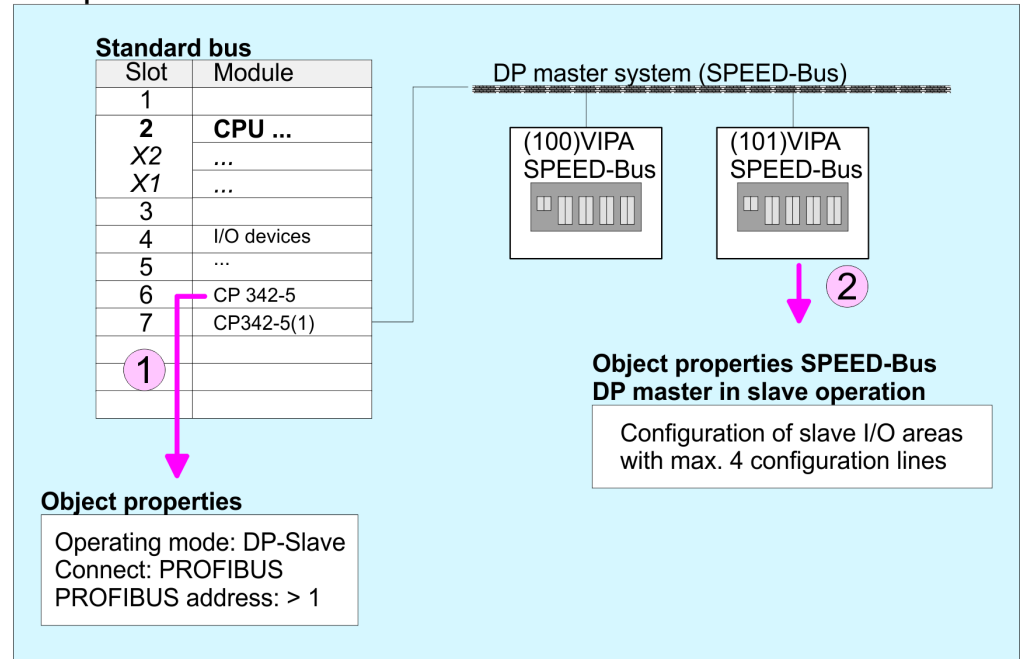 Standard bus
Slot Module
1
2 CPU ...
X2 ...
X1 ...
3
4 I/O devices
5 ...
6 CP 342-5
7 CP342-5(1)
1
DP master system (SPEED-Bus)
(100)VIPA
SPEED-Bus
(101)VIPA
SPEED-Bus
2
Object properties SPEED-Bus
DP master in slave operation
Configuration of slave I/O areas
with max. 4 configuration lines
Object properties
Operating mode: DP-Slave
Connect: PROFIBUS
PROFIBUS address: > 1